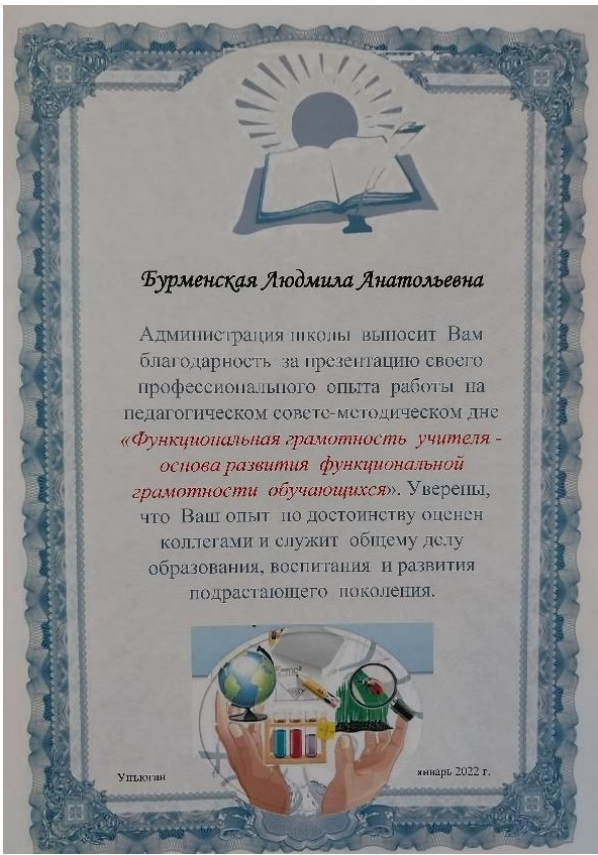 Бурменская Людмила Анатольевна
Администрация школы выносит Вам
благодарность за презентацию своего
профессионального опыта работы на
педагогическом совете-методическом дне
«Функциональная грамотность учителя -
основа развития функциональной
грамотности обучающихся». Уверены,
что Ваш опыт по достоинству оценен
коллегами и служит общему делу
образования, воспитания и развития
подрастающего поколения.
Унъюган январь 2022 г.